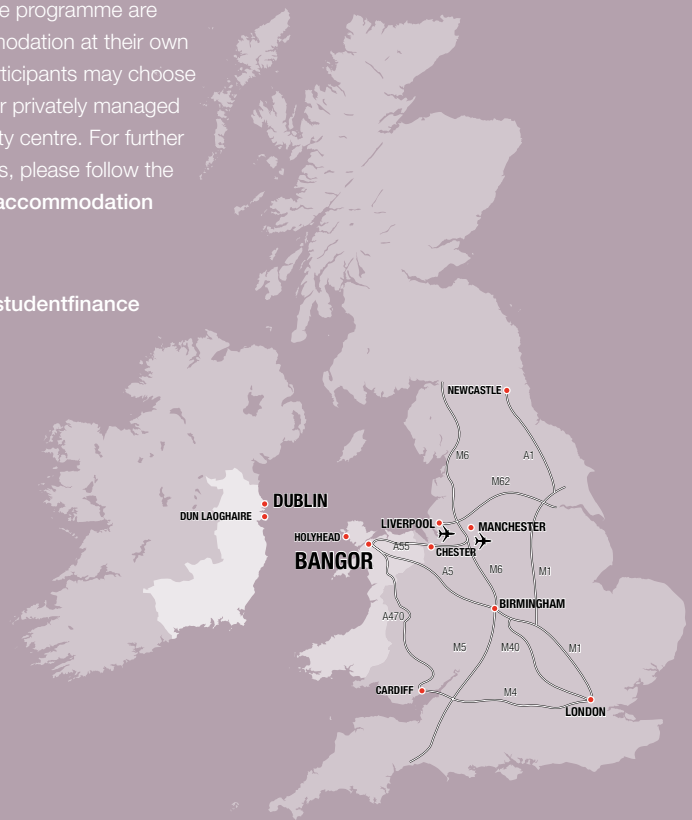 e programme are
modation at their own
rticipants may choose
r privately managed
ty centre. For further
s, please follow the
accommodation
studentfinance
NEWCASTLE
M6
A1
M62
DUBLIN
DUN LAOGHAIRE
LIVERPOOL
MANCHESTER
HOLYHEAD
A55
CHESTER
BANGOR
A5
M6
M1
BIRMINGHAM
A470
M5
M40
M1
CARDIFF
M4
LONDON